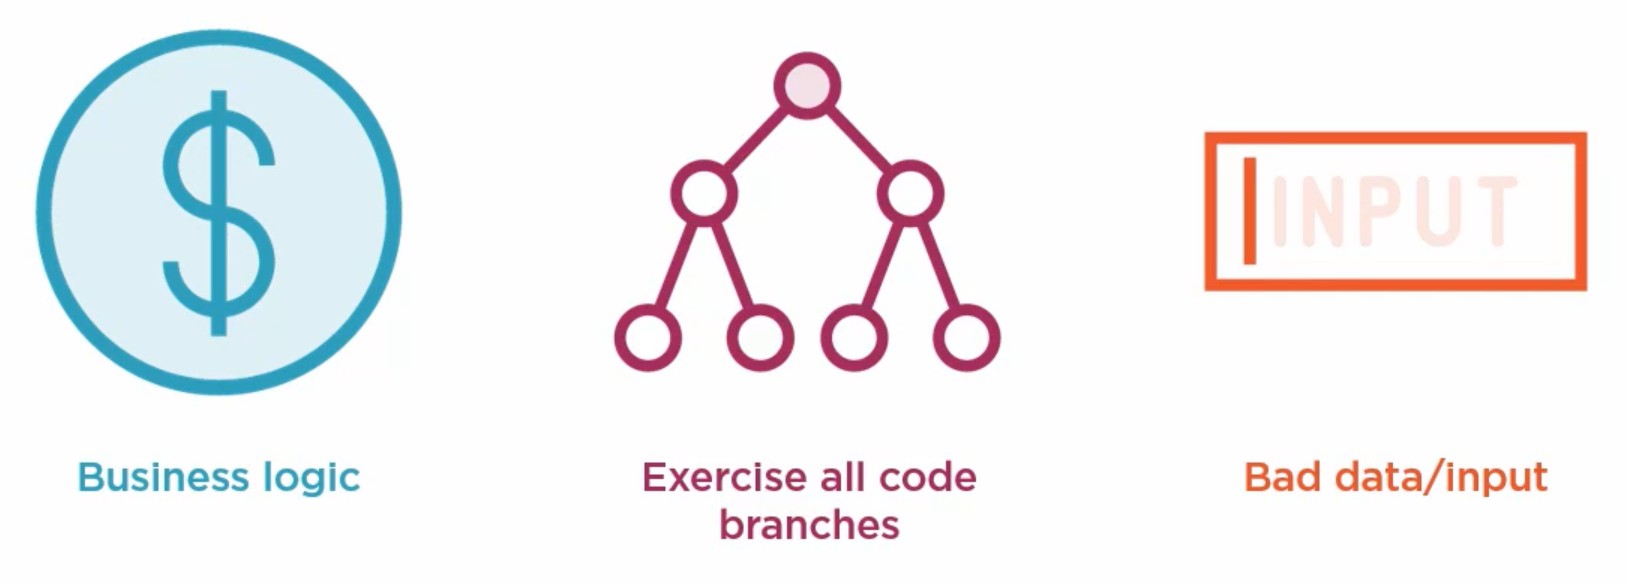 $
INPUT
Business logic
Exercise all code
branches
Bad data/input